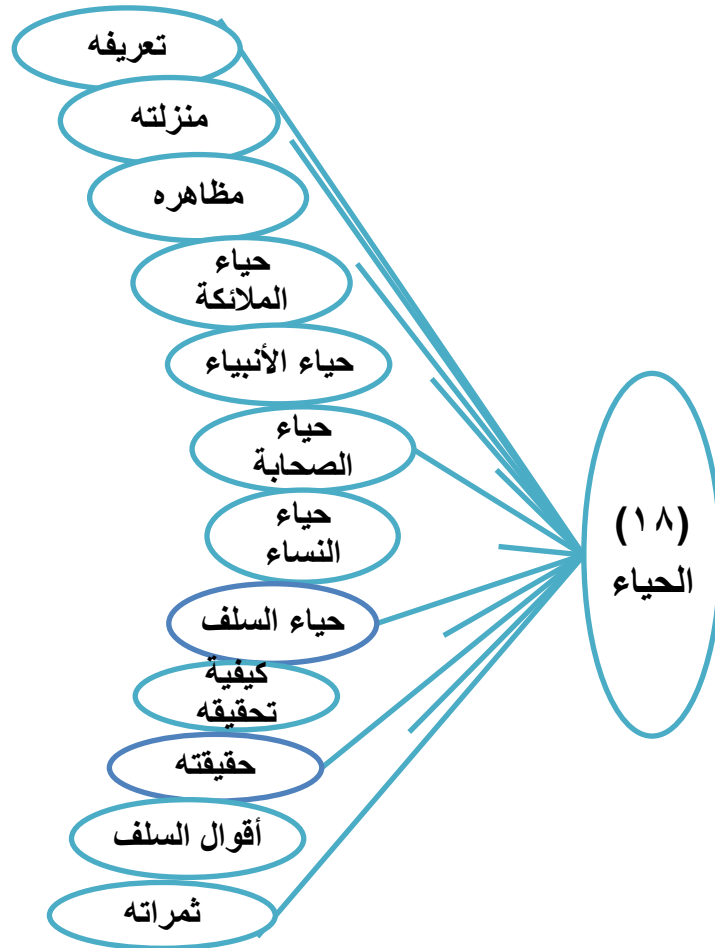 تعريفه
منزلته
مظاهره
حياء
الملائكة
حياء الأنبياء
حياء
الصحابة
حياء
النساء
حياء السلف
كيفية
تحقيقه
حقيقته
أقوال السلف
ثمراته
(١٨)
الحياء